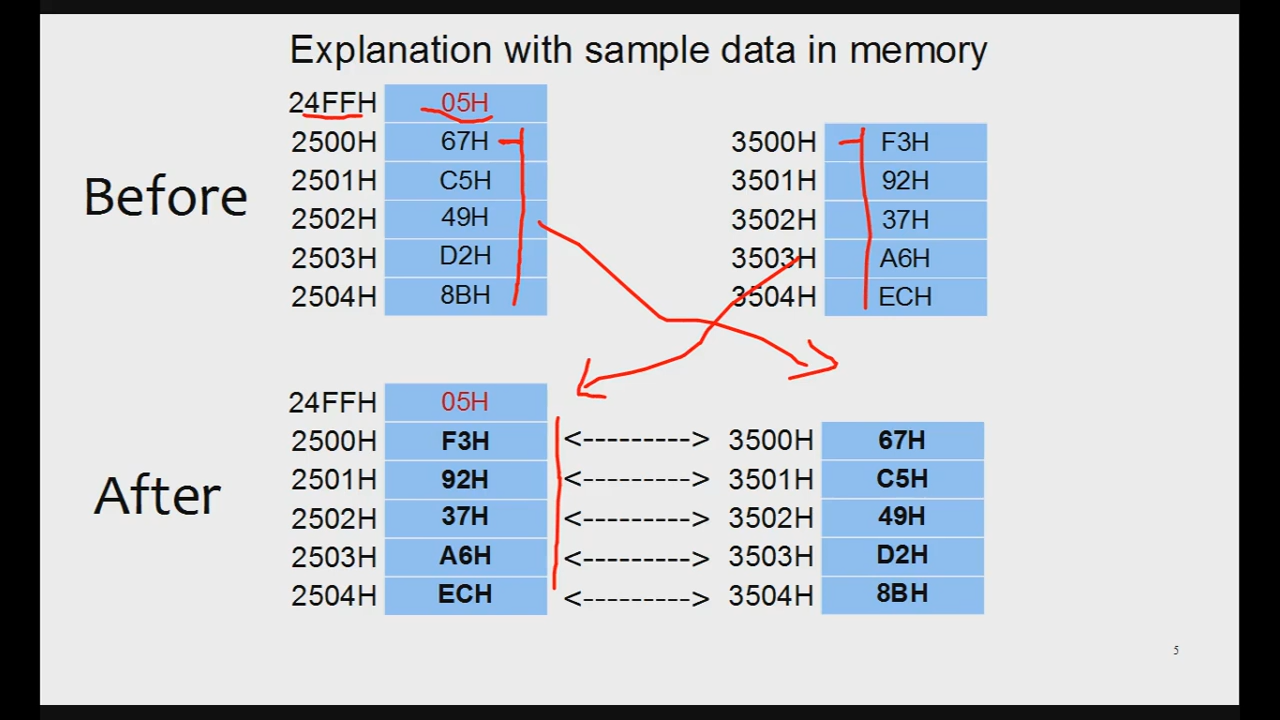 Explanation with sample data in memory
Before
24FFH 05H
2500H 67H
2501H C5H
2502H 49H
2503H D2H
2504H 8BH
3500H F3H
3501H 92H
3502H 37H
3503H A6H
3504H ECH
After
24FFH 05H
2500H F3H <--------> 3500H 67H
2501H 92H <--------> 3501H C5H
2502H 37H <--------> 3502H 49H
2503H A6H <--------> 3503H D2H
2504H ECH <--------> 3504H 8BH
5